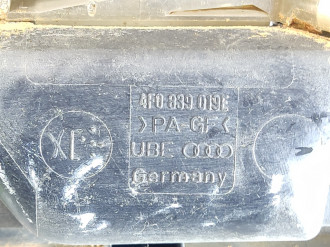 4F0 839 019E
>PA-GF<
UBE
Germany